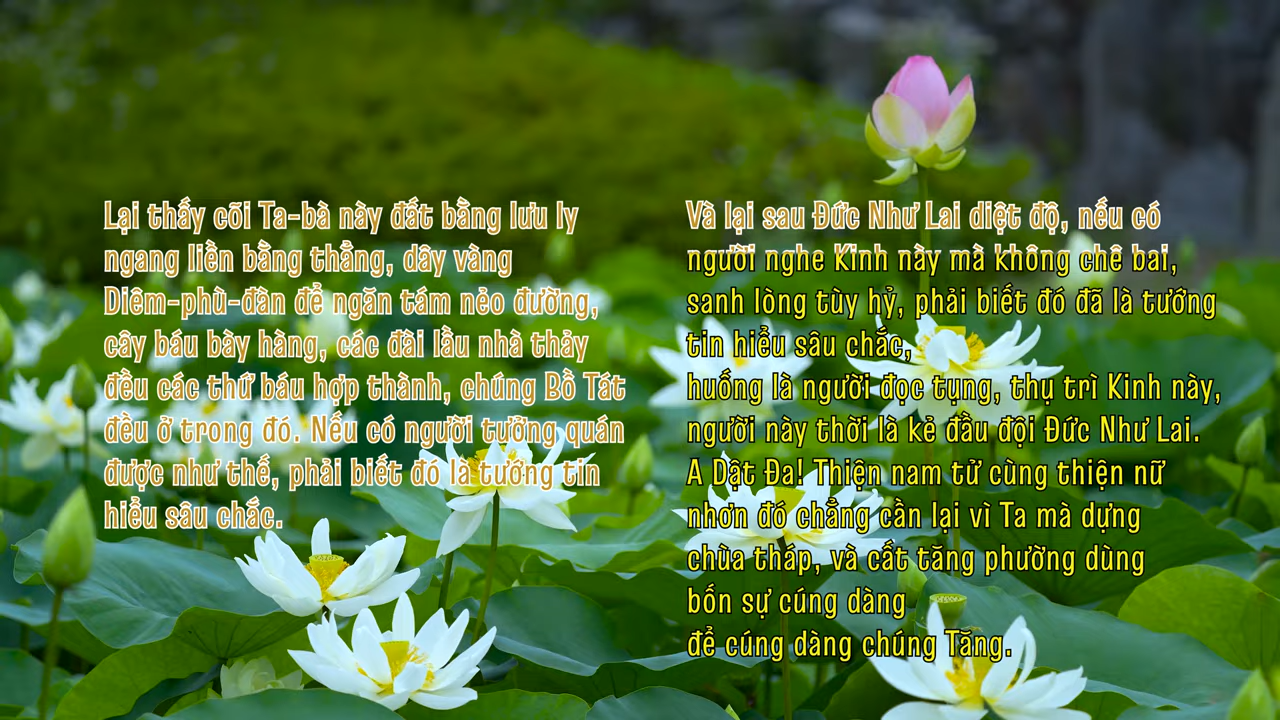 Lại thấy cõi Ta-bà này đất bằng lưu ly
ngang liền bằng thẳng, dây vàng
Diêm-phù-đàn để ngăn tám nẻo đường,
cây báu bày hàng, các đài lầu nhà thảy
đều các thứ báu hợp thành, chúng Bồ Tát
đều ở trong đó. Nếu có người tưởng quán
được như thế, phải biết đó là tướng tin
hiểu sâu chắc.
Và lại sau Đức Như Lai diệt độ, nếu có
người nghe Kinh này mà không chê bai,
sanh lòng tùy hỷ, phải biết đó đã là tướng
tin hiểu sâu chắc,
huống là người đọc tụng, thụ trì Kinh này,
người này thời là kẻ đầu đội Đức Như Lai.
A Dật Đa! Thiện nam tử cùng thiện nữ
nhơn đó chẳng cần lại vì Ta mà dựng
chùa tháp, và cất tăng phường dùng
bốn sự cúng dàng
để cúng dàng chúng Tăng.